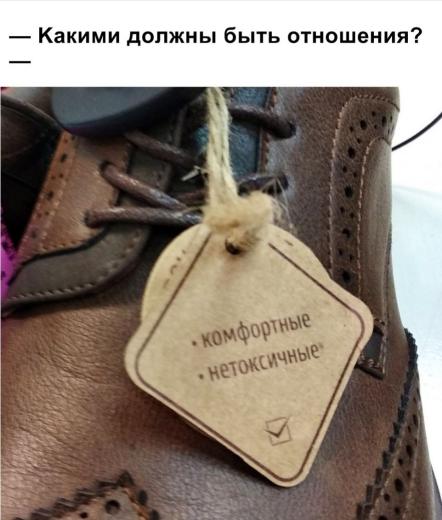 — Какими должны быть отношения?
—
• комфортные
• нетоксичные